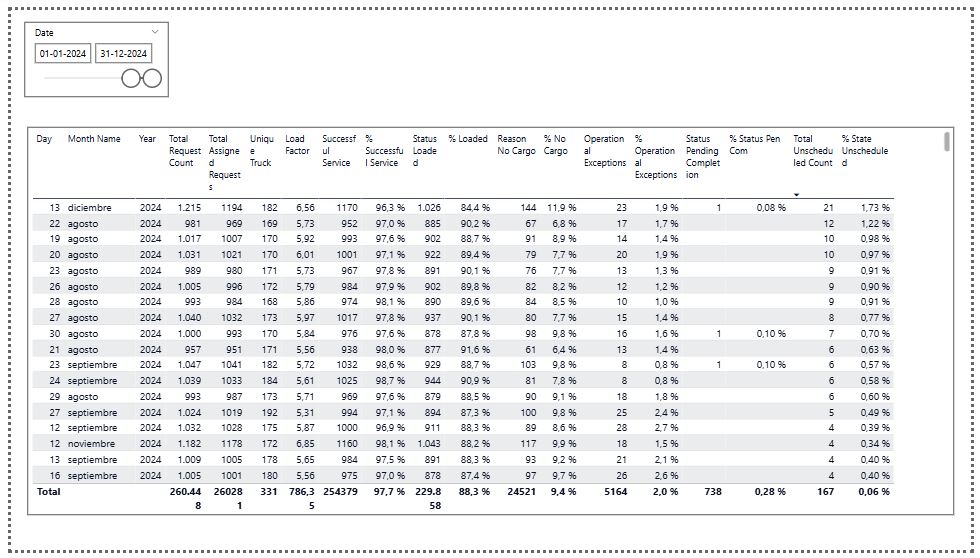 Date
01-01-2024 31-12-2024
Day Month Name Year Total Unique Load Successf % Status % Loaded Reason % No Operation % Status % Status Pen Total % State
Request Assigne Truck Factor ul Successfu Loade No Cargo Cargo al Operation Pending Com Unschedu Unschedule
Count d Service l Service d Exceptions al Complet led Count d
Request Exceptions ion
s
13 diciembre 2024 1.215 1194 182 6,56 1170 96,3 % 1.026 84,4 % 144 11,9 % 23 1,9 % 1 0,08 % 21 1,73 %
22 agosto 2024 981 969 169 5,73 952 97,0 % 885 90,2 % 67 6,8 % 17 1,7 % 12 1,22 %
19 agosto 2024 1.017 1007 170 5,92 993 97,6 % 902 88,7 % 91 8,9 % 14 1,4 % 10 0,98 %
20 agosto 2024 1.031 1021 170 6,01 1001 97,1 % 922 89,4 % 79 7,7 % 20 1,9 % 10 0,97 %
23 agosto 2024 989 980 171 5,73 967 97,8 % 891 90,1 % 76 7,7 % 13 1,3 % 9 0,91 %
26 agosto 2024 1.005 996 172 5,79 984 97,9 % 902 89,8 % 82 8,2 % 12 1,2 % 9 0,90 %
28 agosto 2024 993 984 168 5,86 974 98,1 % 890 89,6 % 84 8,5 % 10 1,0 % 9 0,91 %
27 agosto 2024 1.040 1032 173 5,97 1017 97,8 % 937 90,1 % 80 7,7 % 15 1,4 % 8 0,77 %
30 agosto 2024 1.000 993 170 5,84 976 97,6 % 878 87,8 % 98 9,8 % 16 1,6 % 1 0,10 % 7 0,70 %
21 agosto 2024 957 951 171 5,56 938 98,0 % 877 91,6 % 61 6,4 % 13 1,4 % 6 0,63 %
23 septiembre 2024 1.047 1041 182 5,72 1032 98,6 % 929 88,7 % 103 9,8 % 8 0,8 % 1 0,10 % 6 0,57 %
24 septiembre 2024 1.039 1033 184 5,61 1025 98,7 % 944 90,9 % 81 7,8 % 8 0,8 % 6 0,58 %
29 agosto 2024 993 987 173 5,71 969 97,6 % 879 88,5 % 90 9,1 % 18 1,8 % 6 0,60 %
27 septiembre 2024 1.024 1019 192 5,31 994 97,1 % 894 87,3 % 100 9,8 % 25 2,4 % 5 0,49 %
12 septiembre 2024 1.032 1028 175 5,87 1000 96,9 % 911 88,3 % 89 8,6 % 28 2,7 % 4 0,39 %
12 noviembre 2024 1.182 1178 172 6,85 1160 98,1 % 1.043 88,2 % 117 9,9 % 18 1,5 % 4 0,34 %
13 septiembre 2024 1.009 1005 178 5,65 984 97,5 % 891 88,3 % 93 9,2 % 21 2,1 % 4 0,40 %
16 septiembre 2024 1.005 1001 180 5,56 975 97,0 % 878 87,4 % 97 9,7 % 26 2,6 % 4 0,40 %
Total 260.44 26028 331 786,3 254379 97,7 % 229.8 88,3 % 24521 9,4 % 5164 2,0 % 738 0,28 % 167 0,06 %
8 1 5 58